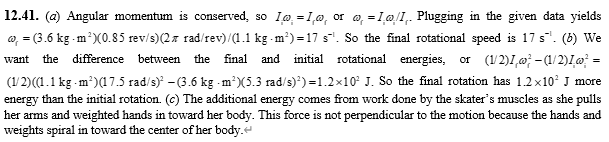 12.41. (a) Angular momentum is conserved, so Iᵢωᵢ = I_fω_f, or ω_f = Iᵢωᵢ/I_f. Plugging in the given data yields
ω_f = (3.6 kg · m²)(0.85 rev/s)(2π rad/rev)/(1.1 kg · m²) = 17 s⁻¹. So the final rotational speed is 17 s⁻¹. (b) We
want the difference between the final and initial rotational energies, or (1/2)I_fω_f² – (1/2)Iᵢωᵢ² =
(1/2)((1.1 kg · m²)(17.5 rad/s)² – (3.6 kg · m²)(5.3 rad/s)²) = 1.2×10² J. So the final rotation has 1.2×10² J more
energy than the initial rotation. (c) The additional energy comes from work done by the skater's muscles as she pulls
her arms and weighted hands in toward her body. This force is not perpendicular to the motion because the hands and
weights spiral in toward the center of her body.↵